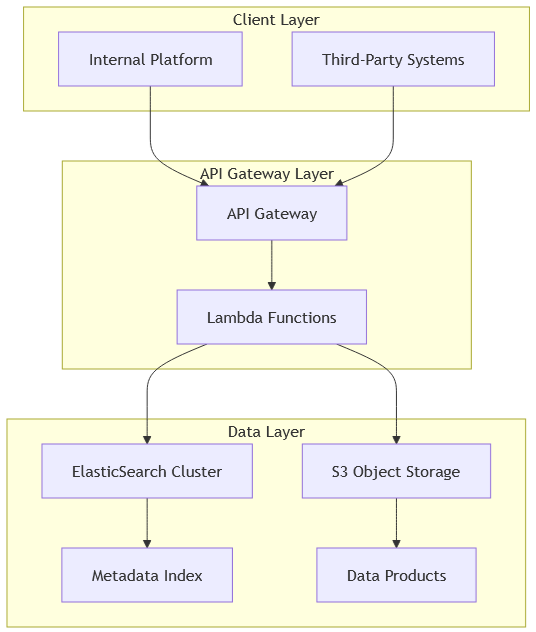 Client Layer
Internal Platform
Third-Party Systems
API Gateway Layer
API Gateway
Lambda Functions
Data Layer
ElasticSearch Cluster
S3 Object Storage
Metadata Index
Data Products